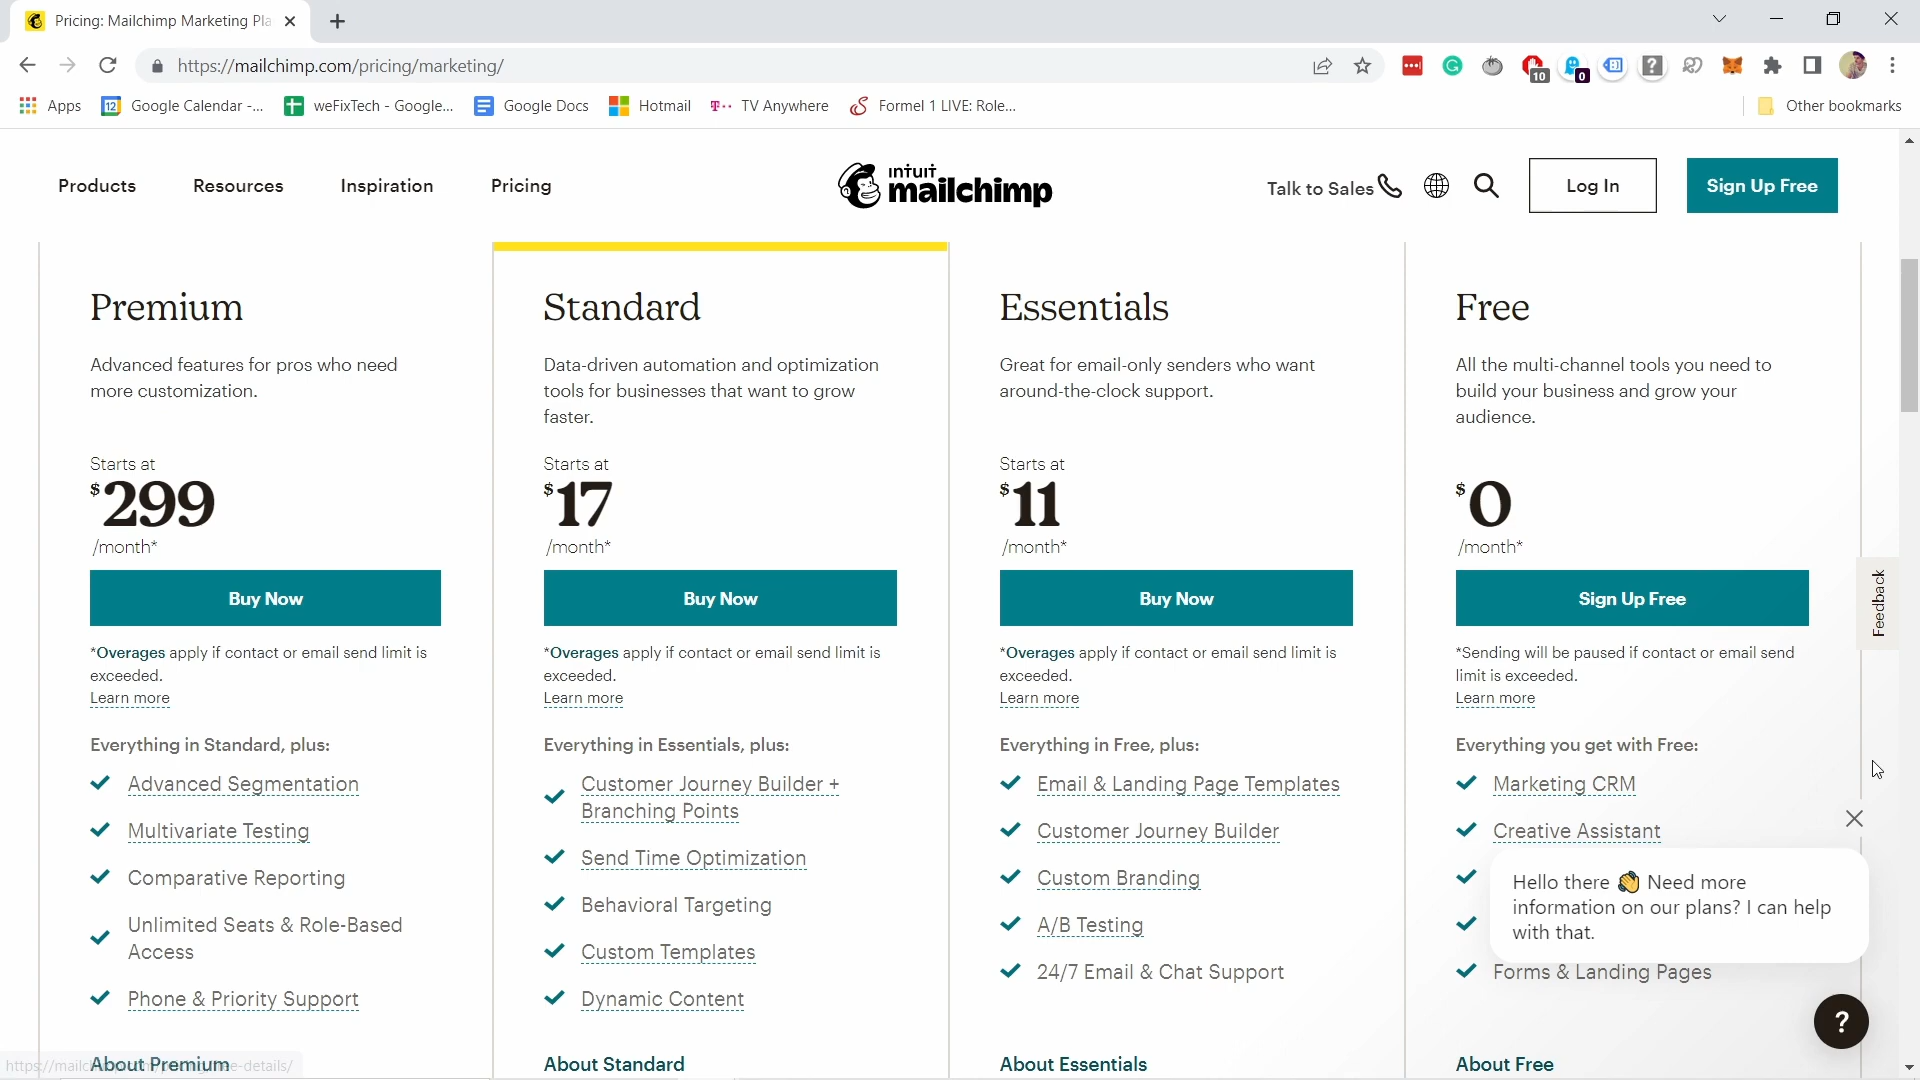 Pricing: Mailchimp Marketing Pla
https://mailchimp.com/pricing/marketing/
10
0
Apps
12
Google Calendar -...
weFixTech - Google...
Google Docs
Hotmail
TV Anywhere
Formel 1 LIVE: Role...
Other bookmarks
Products
Resources
Inspiration
Pricing
intuit
mailchimp
Talk to Sales
Log In
Sign Up Free
Premium
Advanced features for pros who need
more customization.
Starts at
$299
/month*
Buy Now
*Overages apply if contact or email send limit is
exceeded.
Learn more
Everything in Standard, plus:
Advanced Segmentation
Multivariate Testing
Comparative Reporting
Unlimited Seats & Role-Based
Access
Phone & Priority Support
About Premium
Standard
Data-driven automation and optimization
tools for businesses that want to grow
faster.
Starts at
$17
/month*
Buy Now
*Overages apply if contact or email send limit is
exceeded.
Learn more
Everything in Essentials, plus:
Customer Journey Builder +
Branching Points
Send Time Optimization
Behavioral Targeting
Custom Templates
Dynamic Content
About Standard
Essentials
Great for email-only senders who want
around-the-clock support.
Starts at
$11
/month*
Buy Now
*Overages apply if contact or email send limit is
exceeded.
Learn more
Everything in Free, plus:
Email & Landing Page Templates
Customer Journey Builder
Custom Branding
A/B Testing
24/7 Email & Chat Support
About Essentials
Free
All the multi-channel tools you need to
build your business and grow your
audience.
$0
/month*
Sign Up Free
*Sending will be paused if contact or email send
limit is exceeded.
Learn more
Everything you get with Free:
Marketing CRM
Creative Assistant
Forms & Landing Pages
About Free
Feedback
Hello there 👋 Need more
information on our plans? I can help
with that.
?